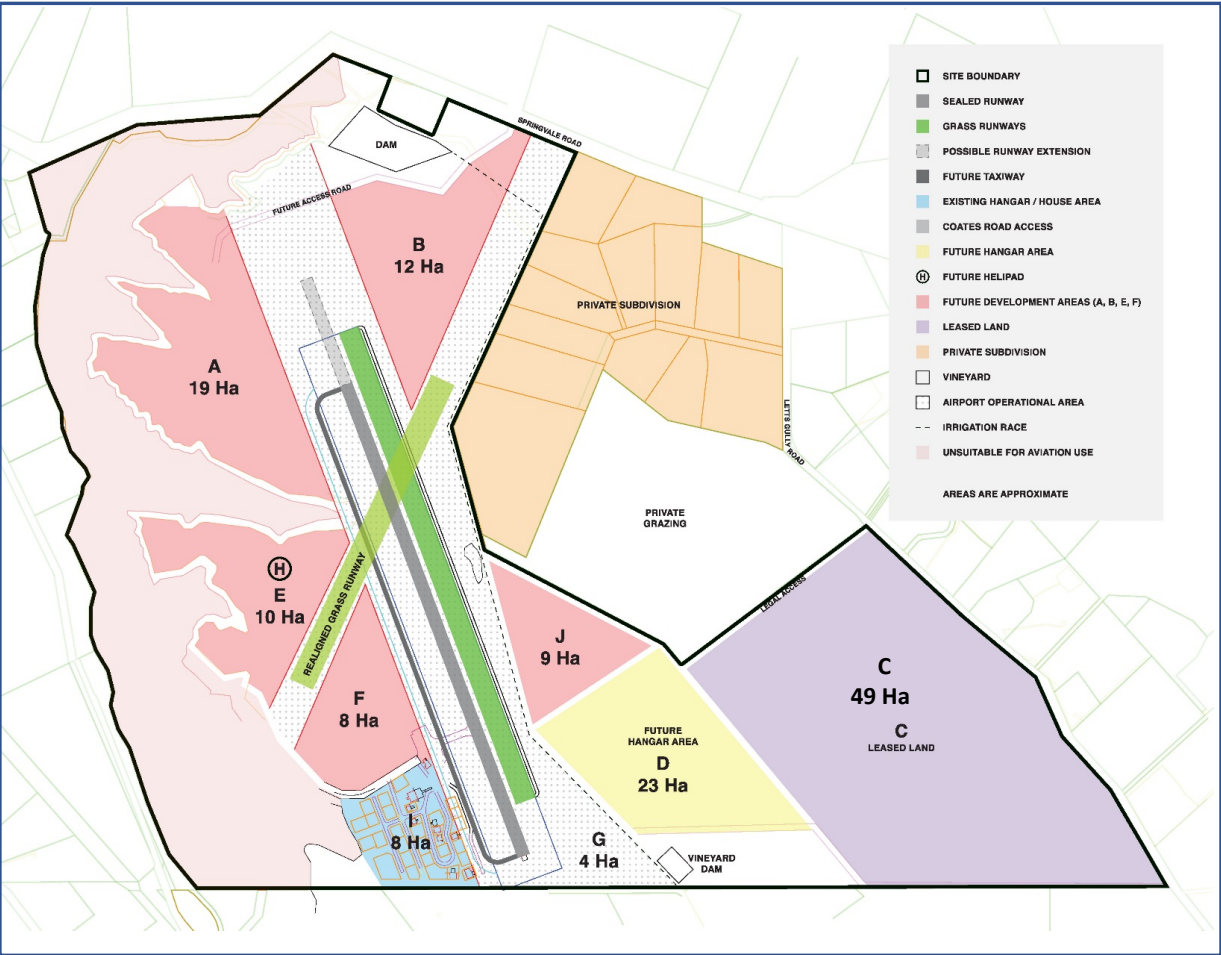 SITE BOUNDARY
SEALED RUNWAY
GRASS RUNWAYS
POSSIBLE RUNWAY EXTENSION
FUTURE TAXIWAY
EXISTING HANGAR / HOUSE AREA
COATES ROAD ACCESS
FUTURE HANGAR AREA
H FUTURE HELIPAD
FUTURE DEVELOPMENT AREAS (A, B, E, F)
LEASED LAND
PRIVATE SUBDIVISION
VINEYARD
AIRPORT OPERATIONAL AREA
IRRIGATION RACE
UNSUITABLE FOR AVIATION USE
AREAS ARE APPROXIMATE
SPRINGVALE ROAD
DAM
FUTURE ACCESS ROAD
B
12 Ha
PRIVATE SUBDIVISION
A
19 Ha
LETTS GULLY
ROAD
PRIVATE
GRAZING
H
E
10 Ha
REALIGNED GRASS RUNWAY
LEGAL ACCESS
J
9 Ha
C
49 Ha
C
LEASED LAND
F
8 Ha
FUTURE
HANGAR AREA
D
23 Ha
I
8 Ha
G
4 Ha
VINEYARD
DAM